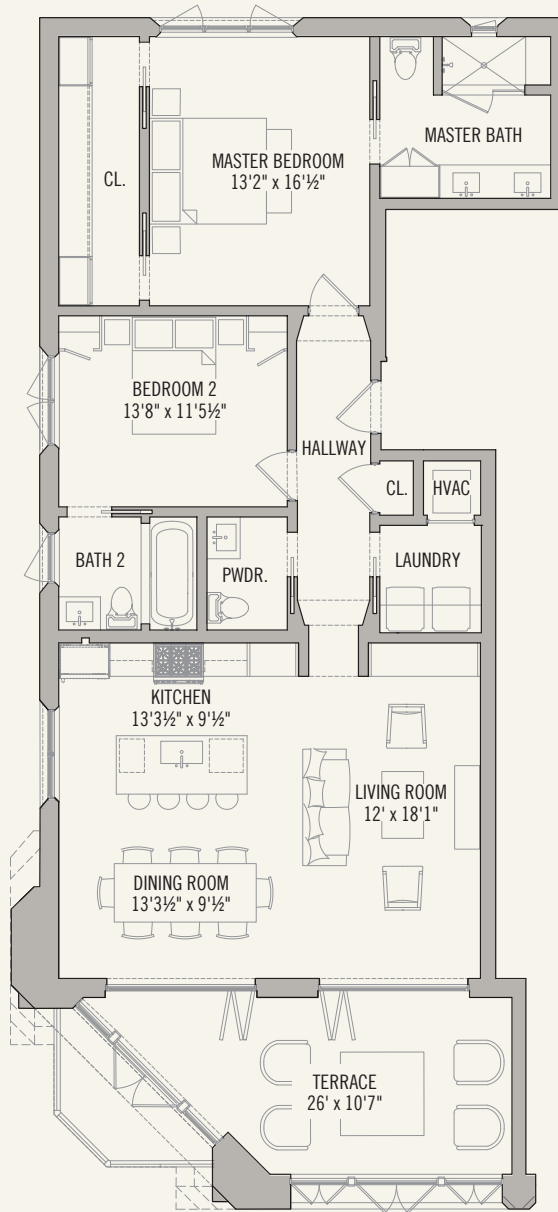 CL.
MASTER BEDROOM
13'2" x 16'½"
MASTER BATH
BEDROOM 2
13'8" x 11'5½"
HALLWAY
CL.
HVAC
BATH 2
PWDR.
LAUNDRY
KITCHEN
13'3½" x 9'½"
LIVING ROOM
12' x 18'1"
DINING ROOM
13'3½" x 9'½"
TERRACE
26' x 10'7"